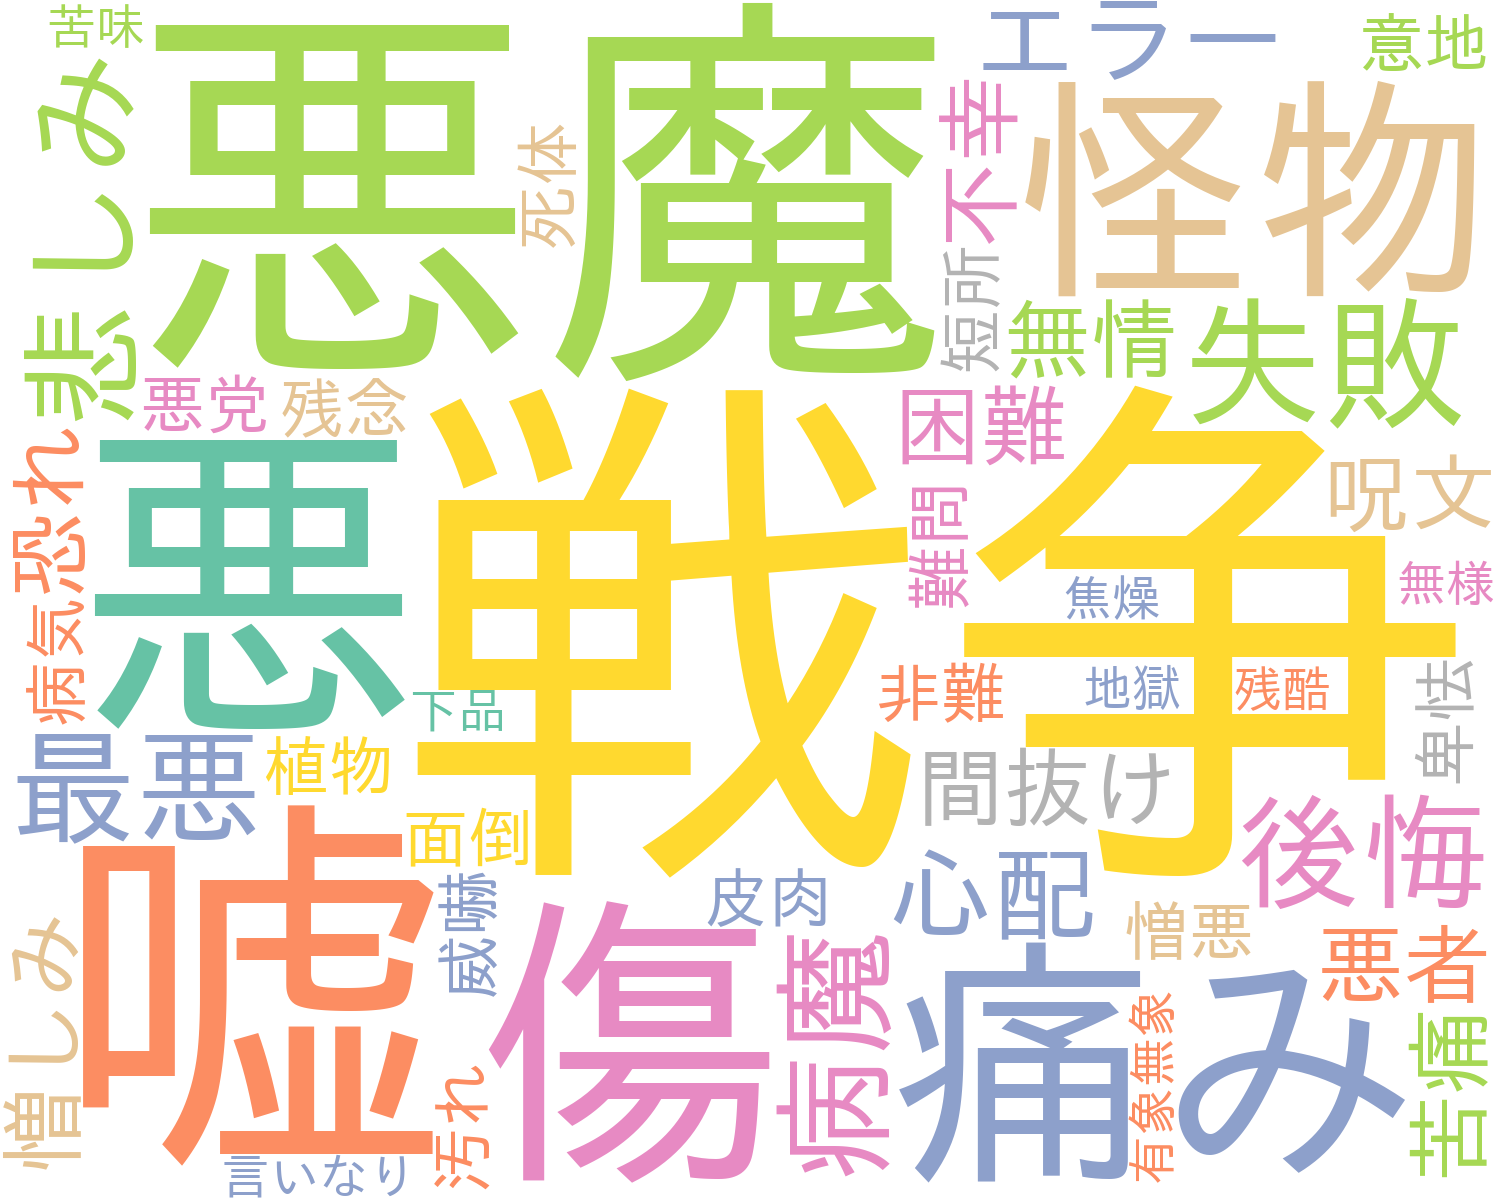 苦味
悪魔
エラー
意地
悲しみ
死体
不幸
怪物
短所
無情
失敗
悪党
残念
困難
戦争
悪
恐れ
難問
呪文
焦燥
無様
病気
下品
非難
地獄
残酷
卑怯
最悪
植物
間抜け
面倒
後悔
嘘
心配
皮肉
威嚇
傷
憎悪
悪者
憎しみ
病魔
痛み
有象無象
苦痛
汚れ
言いなり